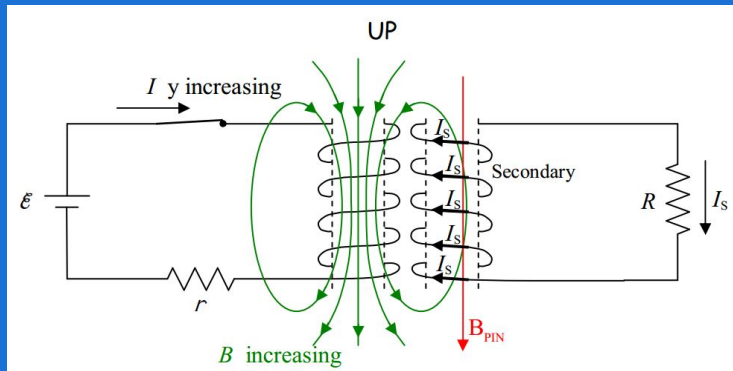 UP
I y increasing
ℰ
r
B increasing
I_S
I_S
I_S
I_S
I_S
Secondary
B_PIN
R
I_S